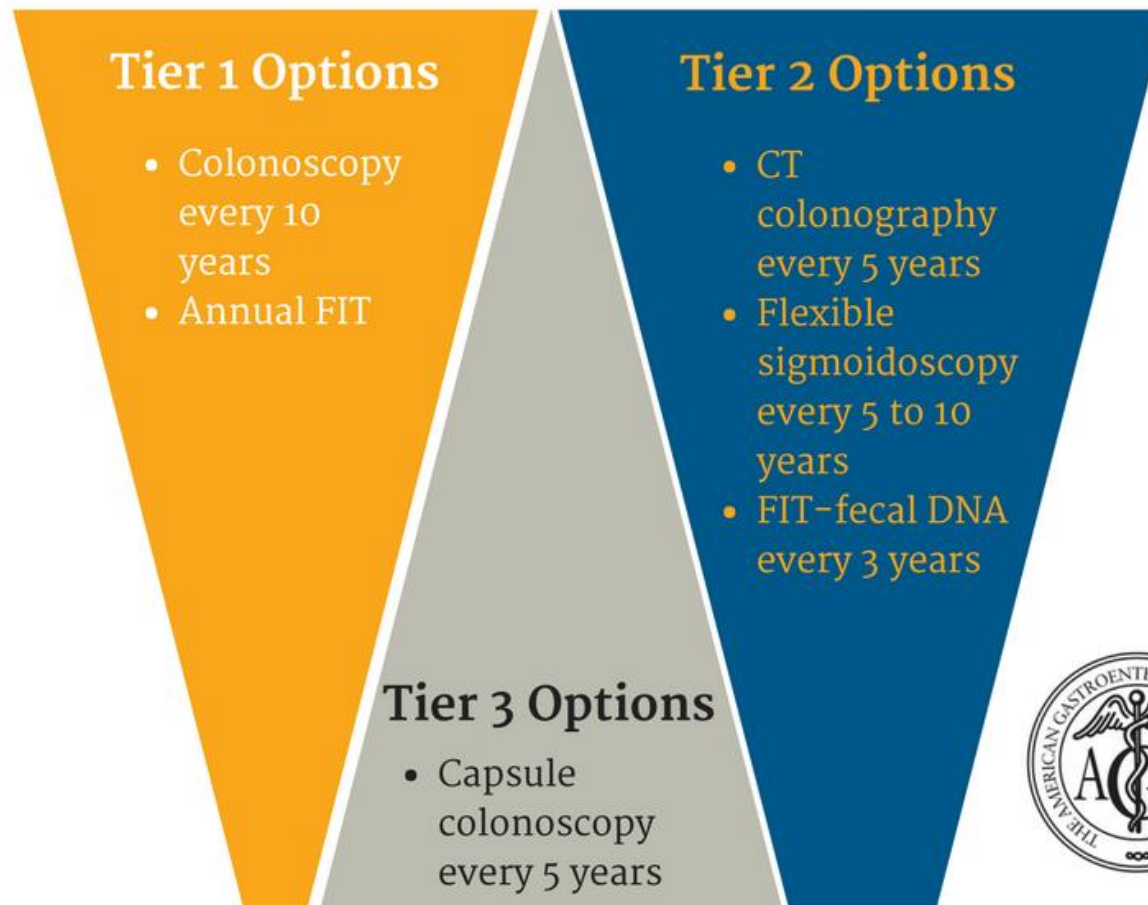 Tier 1 Options
• Colonoscopy
every 10
years
• Annual FIT
Tier 2 Options
• CT
colonography
every 5 years
• Flexible
sigmoidoscopy
every 5 to 10
years
• FIT-fecal DNA
every 3 years
Tier 3 Options
• Capsule
colonoscopy
every 5 years
THE AMERICAN